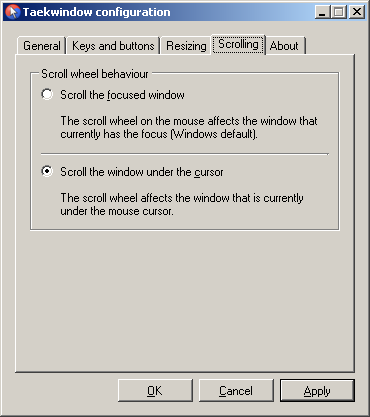 Taekwindow configuration
General Keys and buttons Resizing Scrolling About
Scroll wheel behaviour
Scroll the focused window
The scroll wheel on the mouse affects the window that
currently has the focus (Windows default).
Scroll the window under the cursor
The scroll wheel affects the window that is currently
under the mouse cursor.
OK Cancel Apply